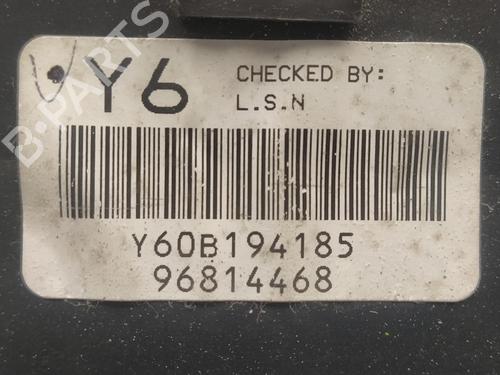 Y6
CHECKED BY:
L.S.N
Y60B194185
96814468
B-PARTS